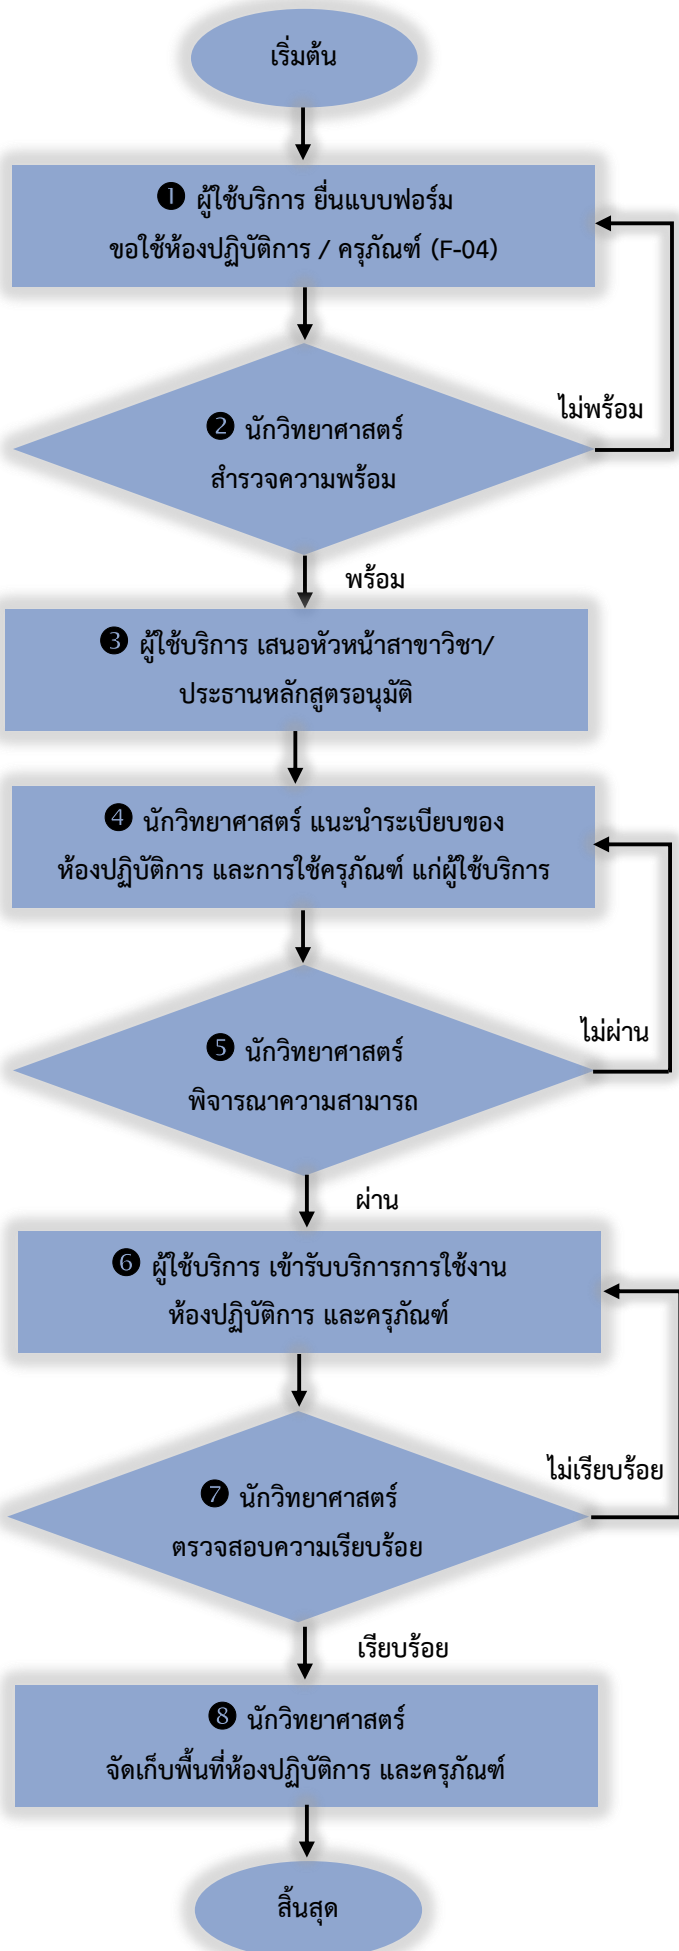 เริ่มต้น
❶ ผู้ใช้บริการ ยื่นแบบฟอร์ม
ขอใช้ห้องปฏิบัติการ / ครุภัณฑ์ (F-04)
ไม่พร้อม
❷ นักวิทยาศาสตร์
สำรวจความพร้อม
พร้อม
❸ ผู้ใช้บริการ เสนอหัวหน้าสาขาวิชา/
ประธานหลักสูตรอนุมัติ
❹ นักวิทยาศาสตร์ แนะนำระเบียบของ
ห้องปฏิบัติการ และการใช้ครุภัณฑ์ แก่ผู้ใช้บริการ
ไม่ผ่าน
❺ นักวิทยาศาสตร์
พิจารณาความสามารถ
ผ่าน
❻ ผู้ใช้บริการ เข้ารับบริการการใช้งาน
ห้องปฏิบัติการ และครุภัณฑ์
ไม่เรียบร้อย
❼ นักวิทยาศาสตร์
ตรวจสอบความเรียบร้อย
เรียบร้อย
❽ นักวิทยาศาสตร์
จัดเก็บพื้นที่ห้องปฏิบัติการ และครุภัณฑ์
สิ้นสุด